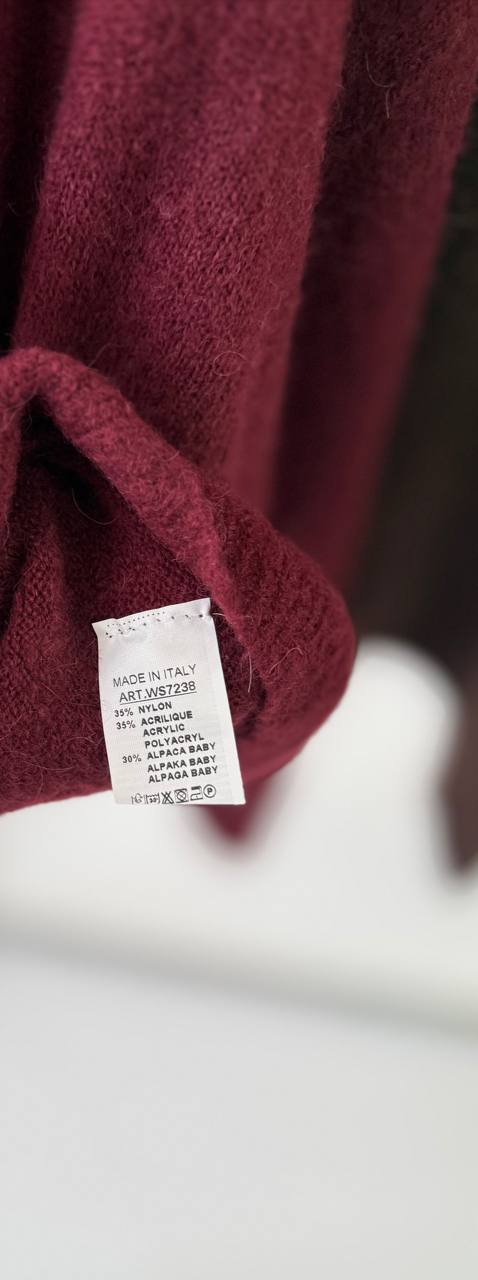 MADE IN ITALY
ART.WS7238
35% NYLON
35% ACRILIQUE
ACRYLIC
POLYACRYL
30% ALPACA BABY
ALPAKA BABY
ALPAGA BABY
P